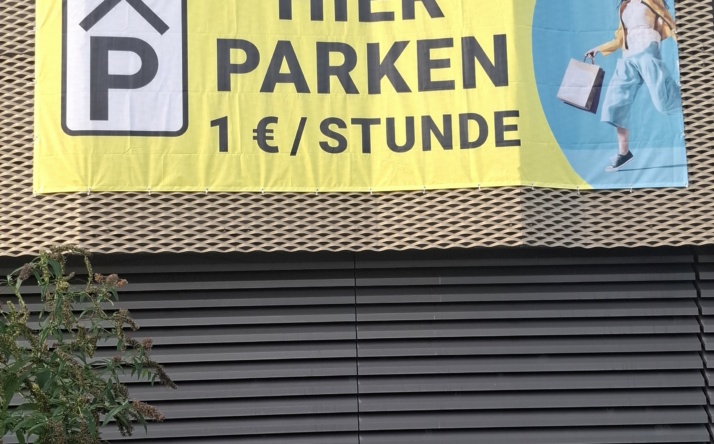 HIER
P
PARKEN
1 € / STUNDE